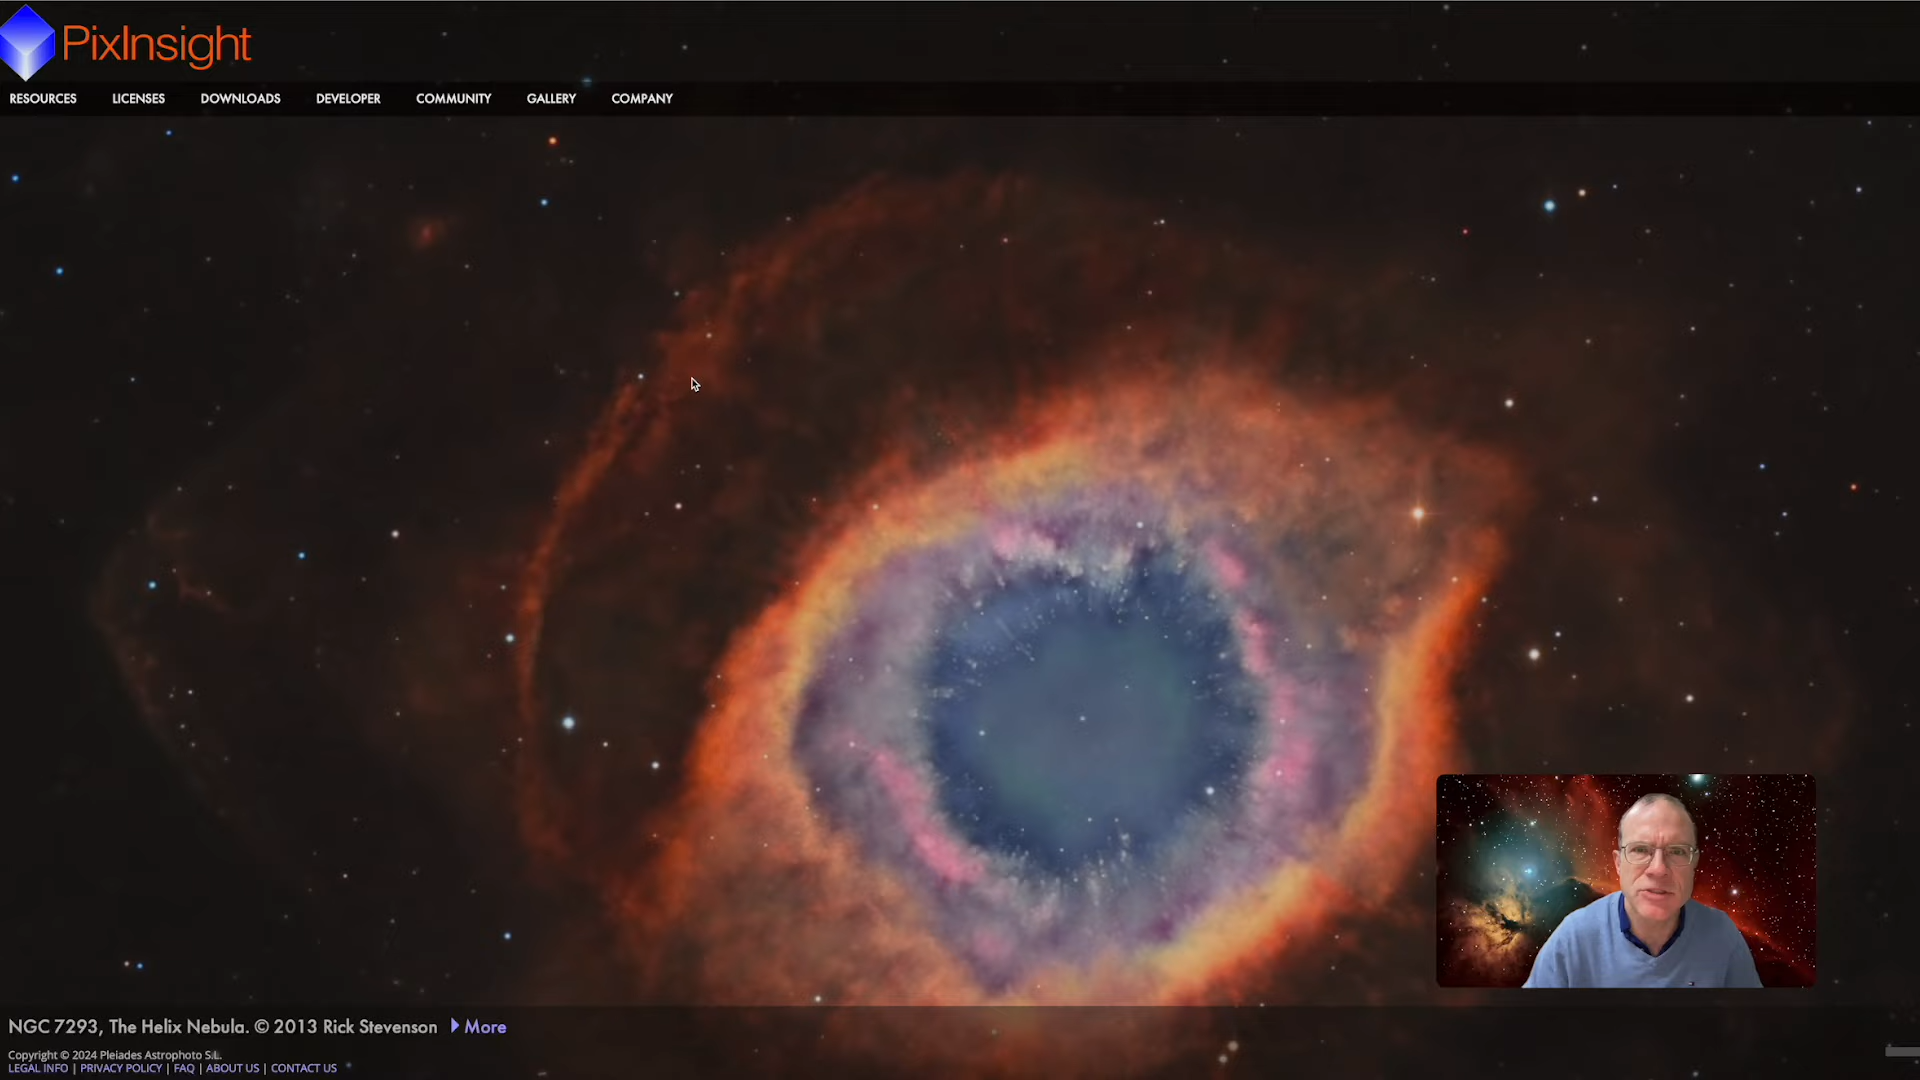 PixInsight
RESOURCES LICENSES DOWNLOADS DEVELOPER COMMUNITY GALLERY COMPANY
NGC 7293, The Helix Nebula. © 2013 Rick Stevenson More
Copyright © 2024 Pleiades Astrophoto S.L.
LEGAL INFO | PRIVACY POLICY | FAQ | ABOUT US | CONTACT US